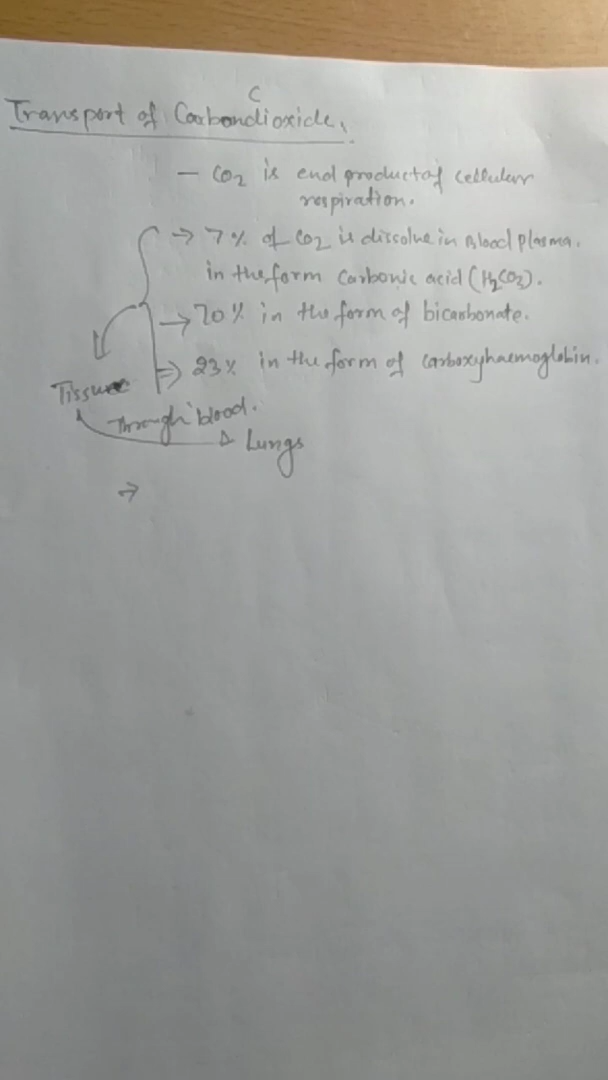 C
Transport of Carbondioxide.
— CO2 is end product of cellular
respiration.
→ 7% of CO2 is dissolve in Blood plasma.
in the form carbonic acid (H2CO3).
→ 70% in the form of bicarbonate.
⇒ 23% in the form of carboxyhaemoglobin.
Tissue
Through blood.
Lungs
→